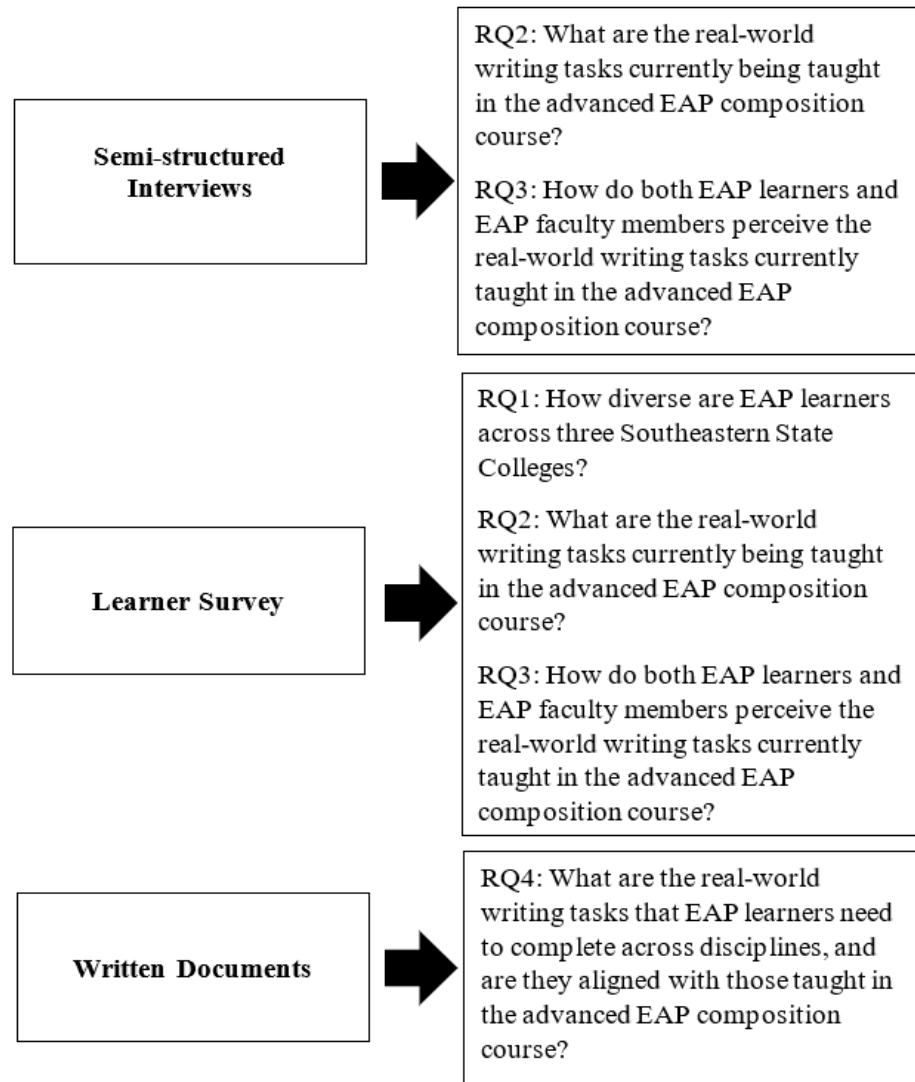 Semi-structured
Interviews
RQ2: What are the real-world
writing tasks currently being taught
in the advanced EAP composition
course?
RQ3: How do both EAP learners and
EAP faculty members perceive the
real-world writing tasks currently
taught in the advanced EAP
composition course?
Learner Survey
RQ1: How diverse are EAP learners
across three Southeastern State
Colleges?
RQ2: What are the real-world
writing tasks currently being taught
in the advanced EAP composition
course?
RQ3: How do both EAP learners and
EAP faculty members perceive the
real-world writing tasks currently
taught in the advanced EAP
composition course?
Written Documents
RQ4: What are the real-world
writing tasks that EAP learners need
to complete across disciplines, and
are they aligned with those taught in
the advanced EAP composition
course?